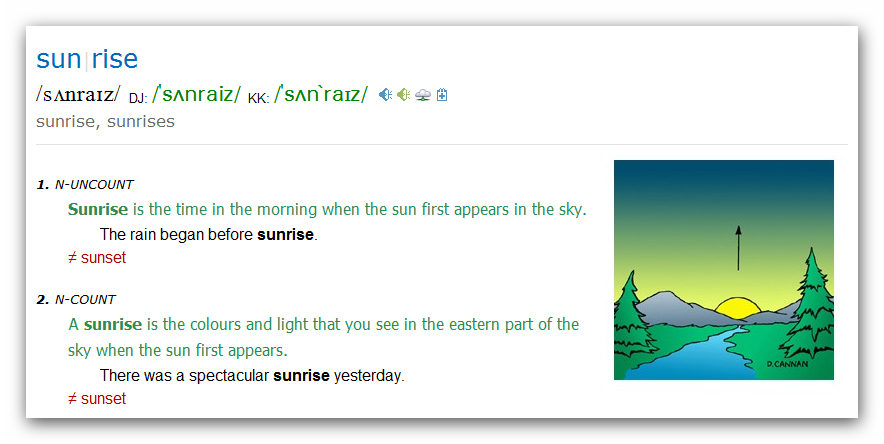 sun|rise
/sʌnraɪz/ DJ: /ˈsʌnraiz/ KK: /ˈsʌnˋraɪz/
sunrise, sunrises
1. N-UNCOUNT
Sunrise is the time in the morning when the sun first appears in the sky.
The rain began before sunrise.
≠ sunset
2. N-COUNT
A sunrise is the colours and light that you see in the eastern part of the
sky when the sun first appears.
There was a spectacular sunrise yesterday.
≠ sunset
D.CANNAN